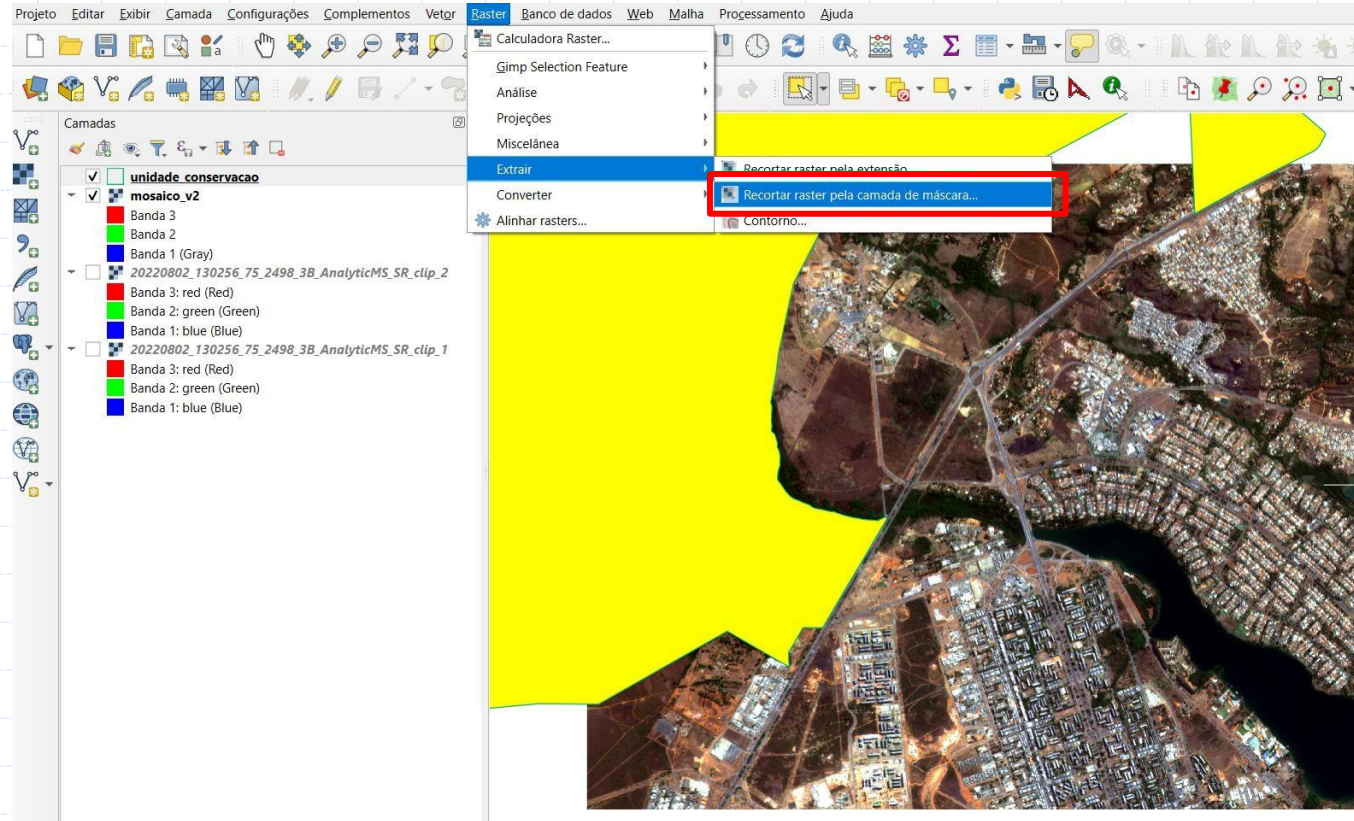 Projeto Editar Exibir Camada Configurações Complementos Vetor Raster Banco de dados Web Malha Processamento Ajuda
Calculadora Raster...
Gimp Selection Feature
Análise
Projeções
Miscelânea
Extrair
Converter
Alinhar rasters...
Recortar raster pela extensão...
Recortar raster pela camada de máscara...
Contorno...
Camadas
unidade_conservacao
mosaico_v2
Banda 3
Banda 2
Banda 1 (Gray)
20220802_130256_75_2498_3B_AnalyticMS_SR_clip_2
Banda 3: red (Red)
Banda 2: green (Green)
Banda 1: blue (Blue)
20220802_130256_75_2498_3B_AnalyticMS_SR_clip_1
Banda 3: red (Red)
Banda 2: green (Green)
Banda 1: blue (Blue)